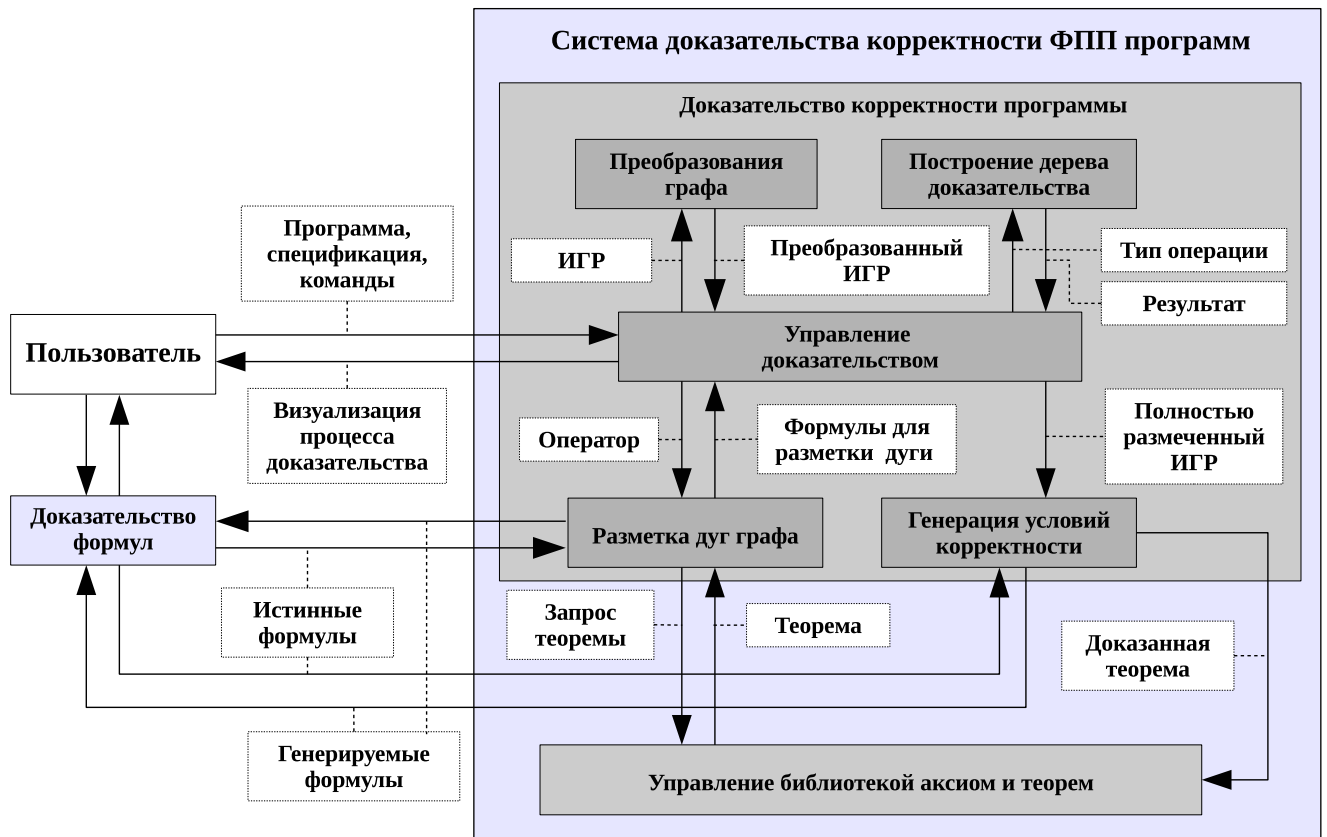 Система доказательства корректности ФПП программ
Доказательство корректности программы
Преобразования
графа
Построение дерева
доказательства
Программа,
спецификация,
команды
ИГР
Преобразованный
ИГР
Тип операции
Результат
Пользователь
Управление
доказательством
Визуализация
процесса
доказательства
Оператор
Формулы для
разметки дуги
Полностью
размеченный
ИГР
Доказательство
формул
Разметка дуг графа
Генерация условий
корректности
Истинные
формулы
Запрос
теоремы
Теорема
Доказанная
теорема
Генерируемые
формулы
Управление библиотекой аксиом и теорем